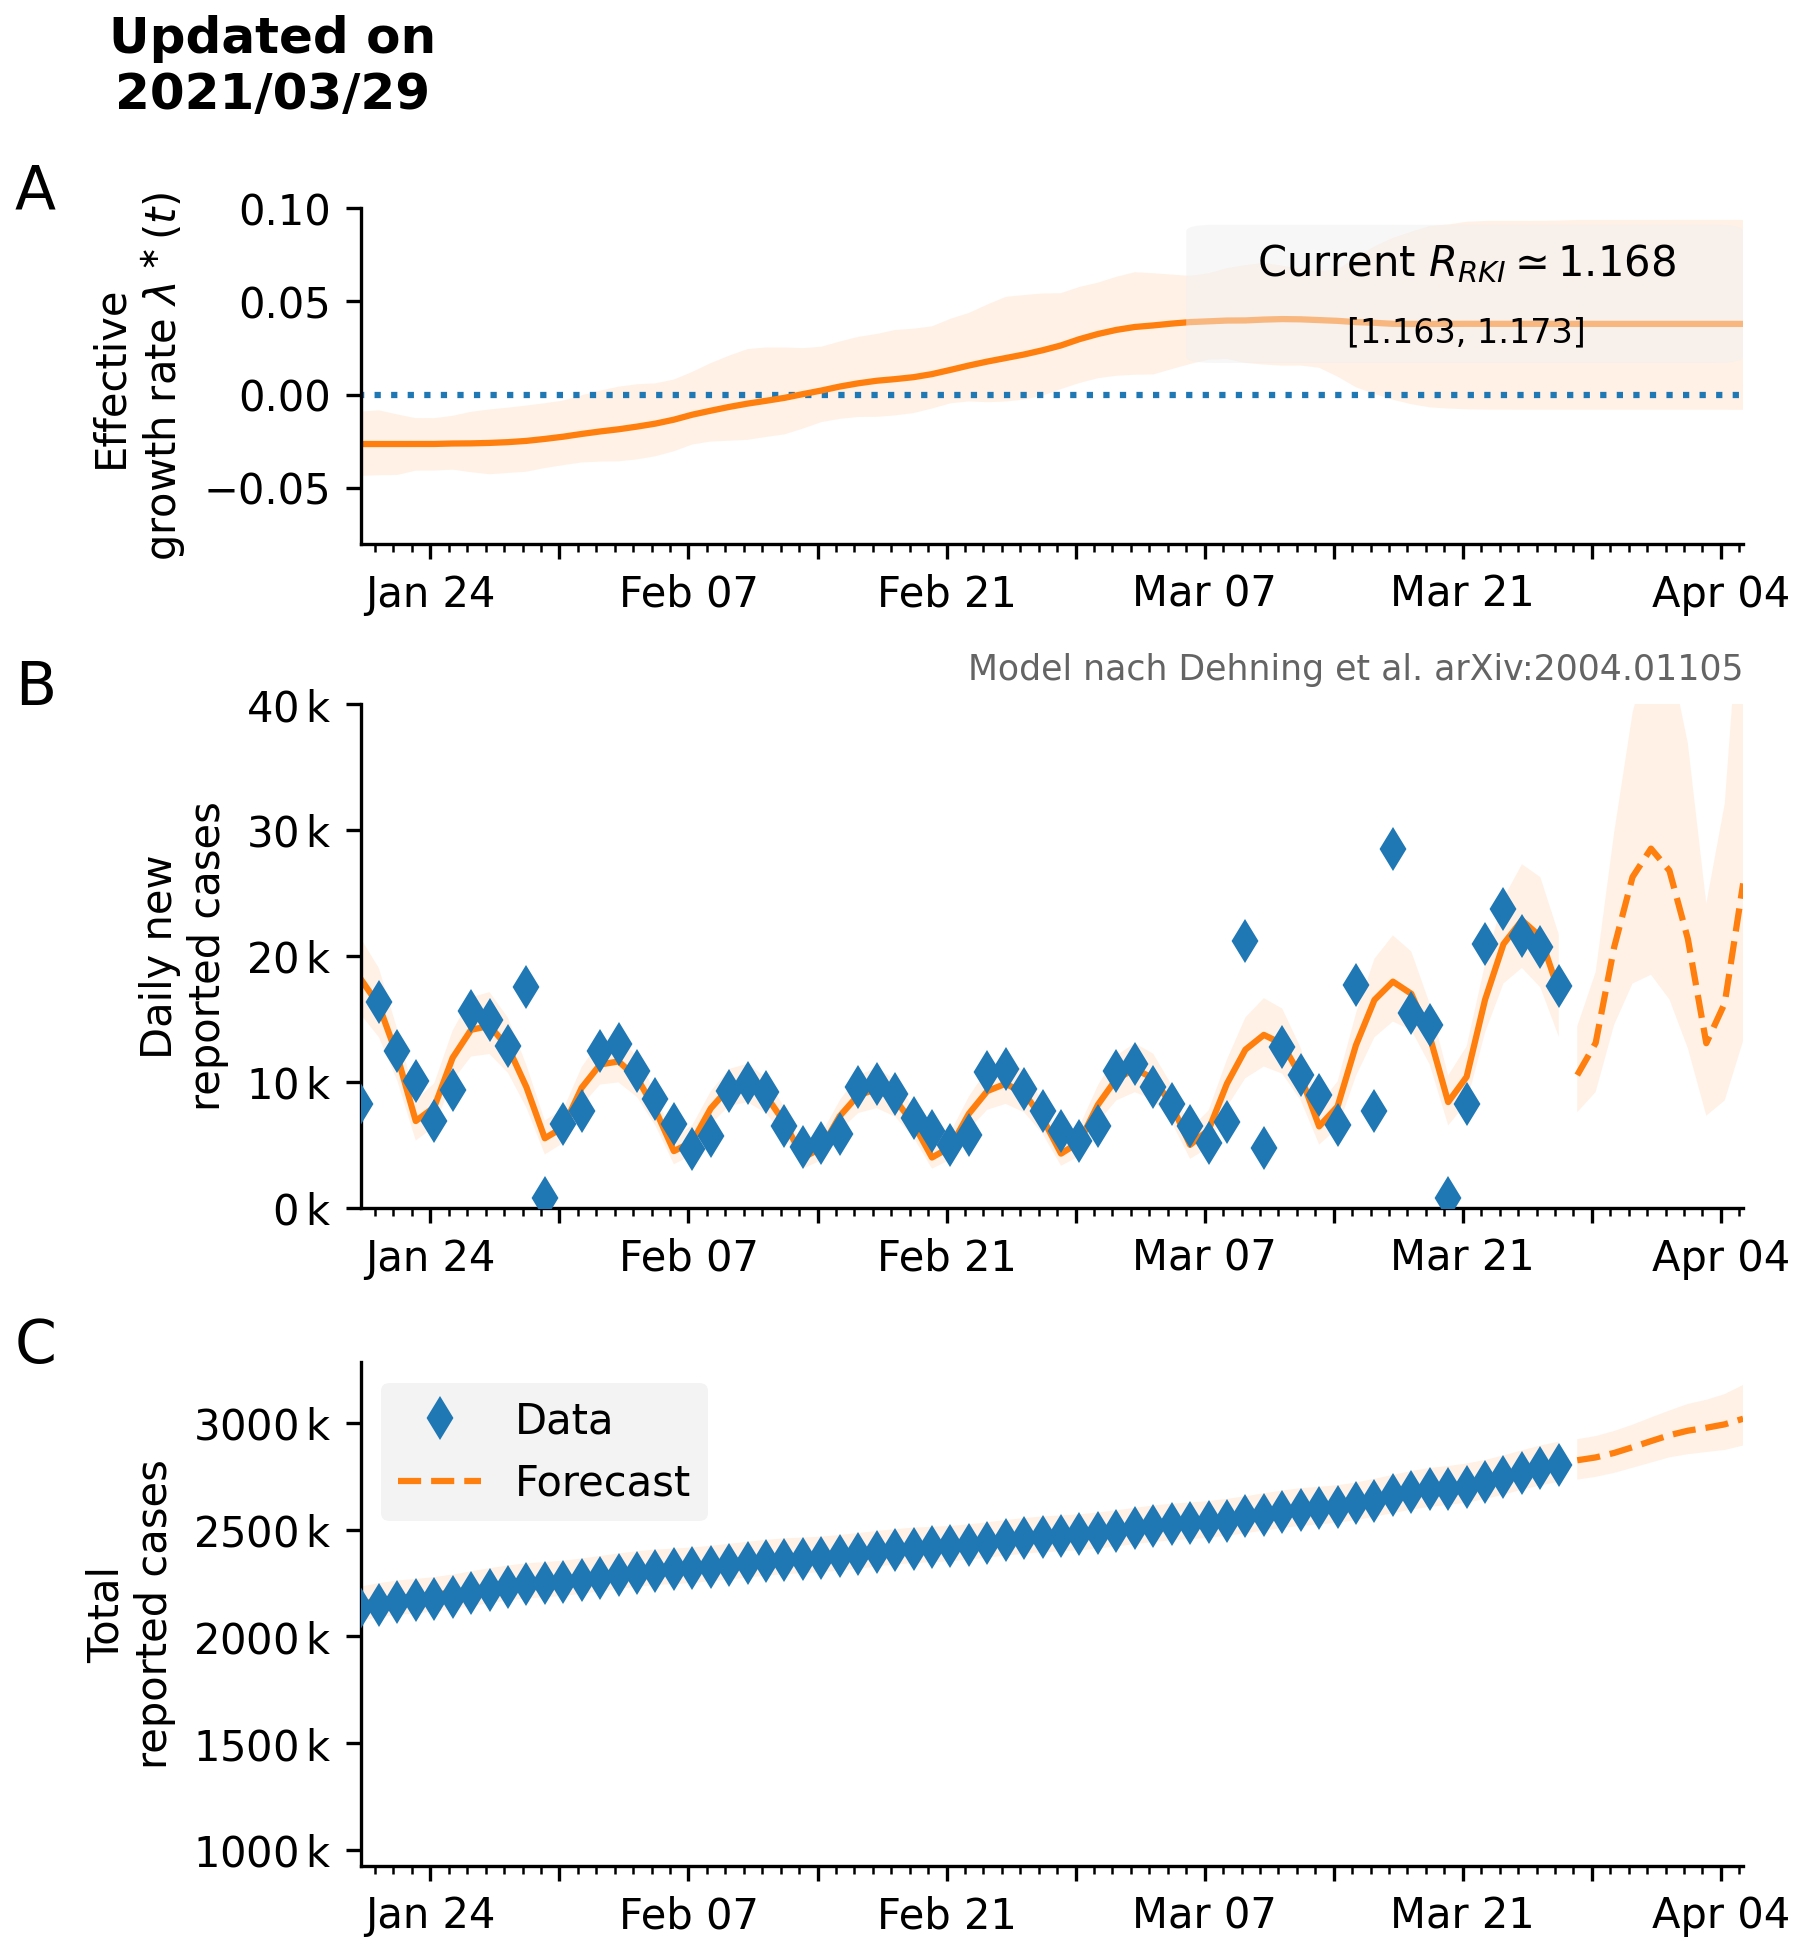 Updated on
2021/03/29
A
Effective
growth rate λ * (t)
0.10
0.05
0.00
−0.05
Current R_RKI ≃ 1.168
[1.163, 1.173]
Jan 24 Feb 07 Feb 21 Mar 07 Mar 21 Apr 04
Model nach Dehning et al. arXiv:2004.01105
B
Daily new
reported cases
40 k
30 k
20 k
10 k
0 k
Jan 24 Feb 07 Feb 21 Mar 07 Mar 21 Apr 04
C
Total
reported cases
3000 k
2500 k
2000 k
1500 k
1000 k
Data
Forecast
Jan 24 Feb 07 Feb 21 Mar 07 Mar 21 Apr 04